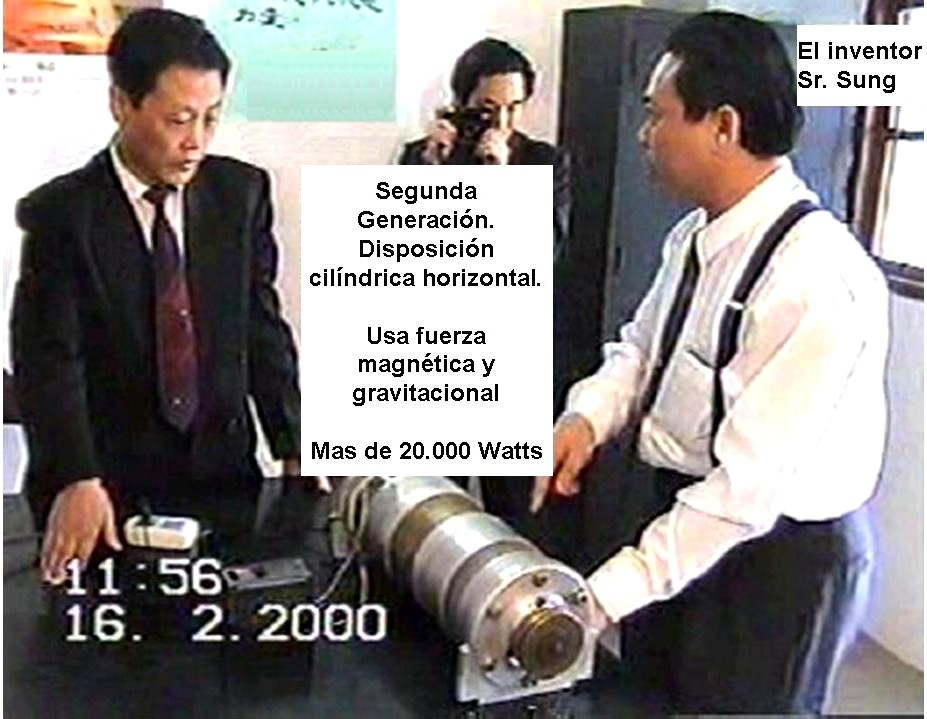 El inventor
Sr. Sung
Segunda
Generación.
Disposición
cilíndrica horizontal.
Usa fuerza
magnética y
gravitacional
Mas de 20.000 Watts
11:56
16. 2.2000